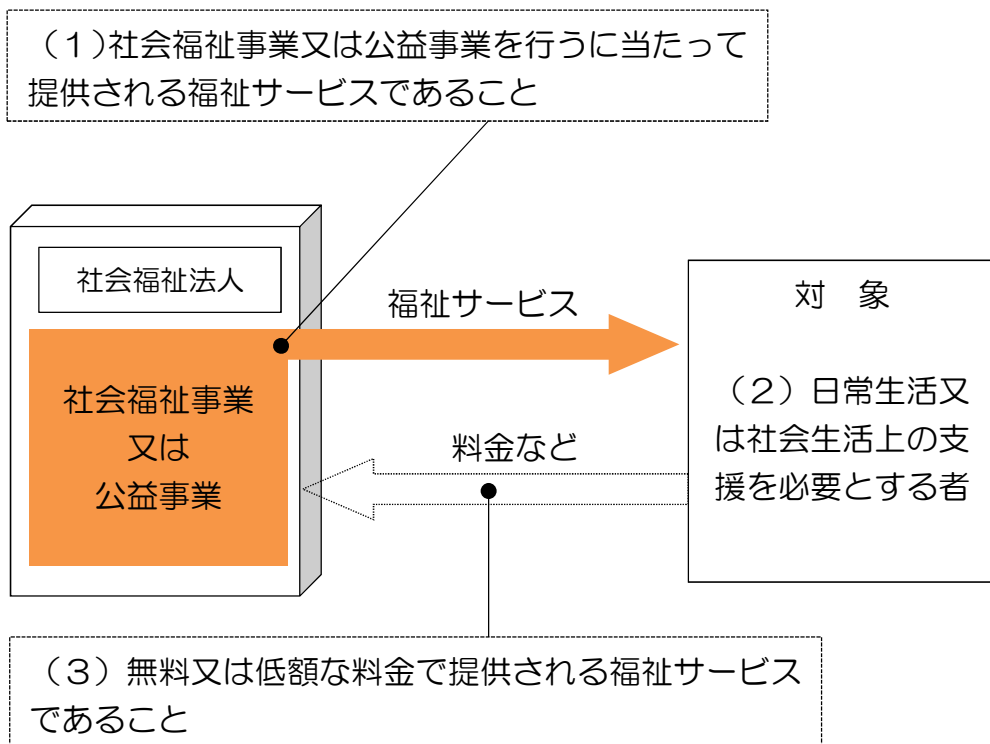 （１）社会福祉事業又は公益事業を行うに当たって
提供される福祉サービスであること
社会福祉法人
社会福祉事業
又は
公益事業
福祉サービス
料金など
対　象
（２）日常生活又
は社会生活上の支
援を必要とする者
（３）無料又は低額な料金で提供される福祉サービス
であること